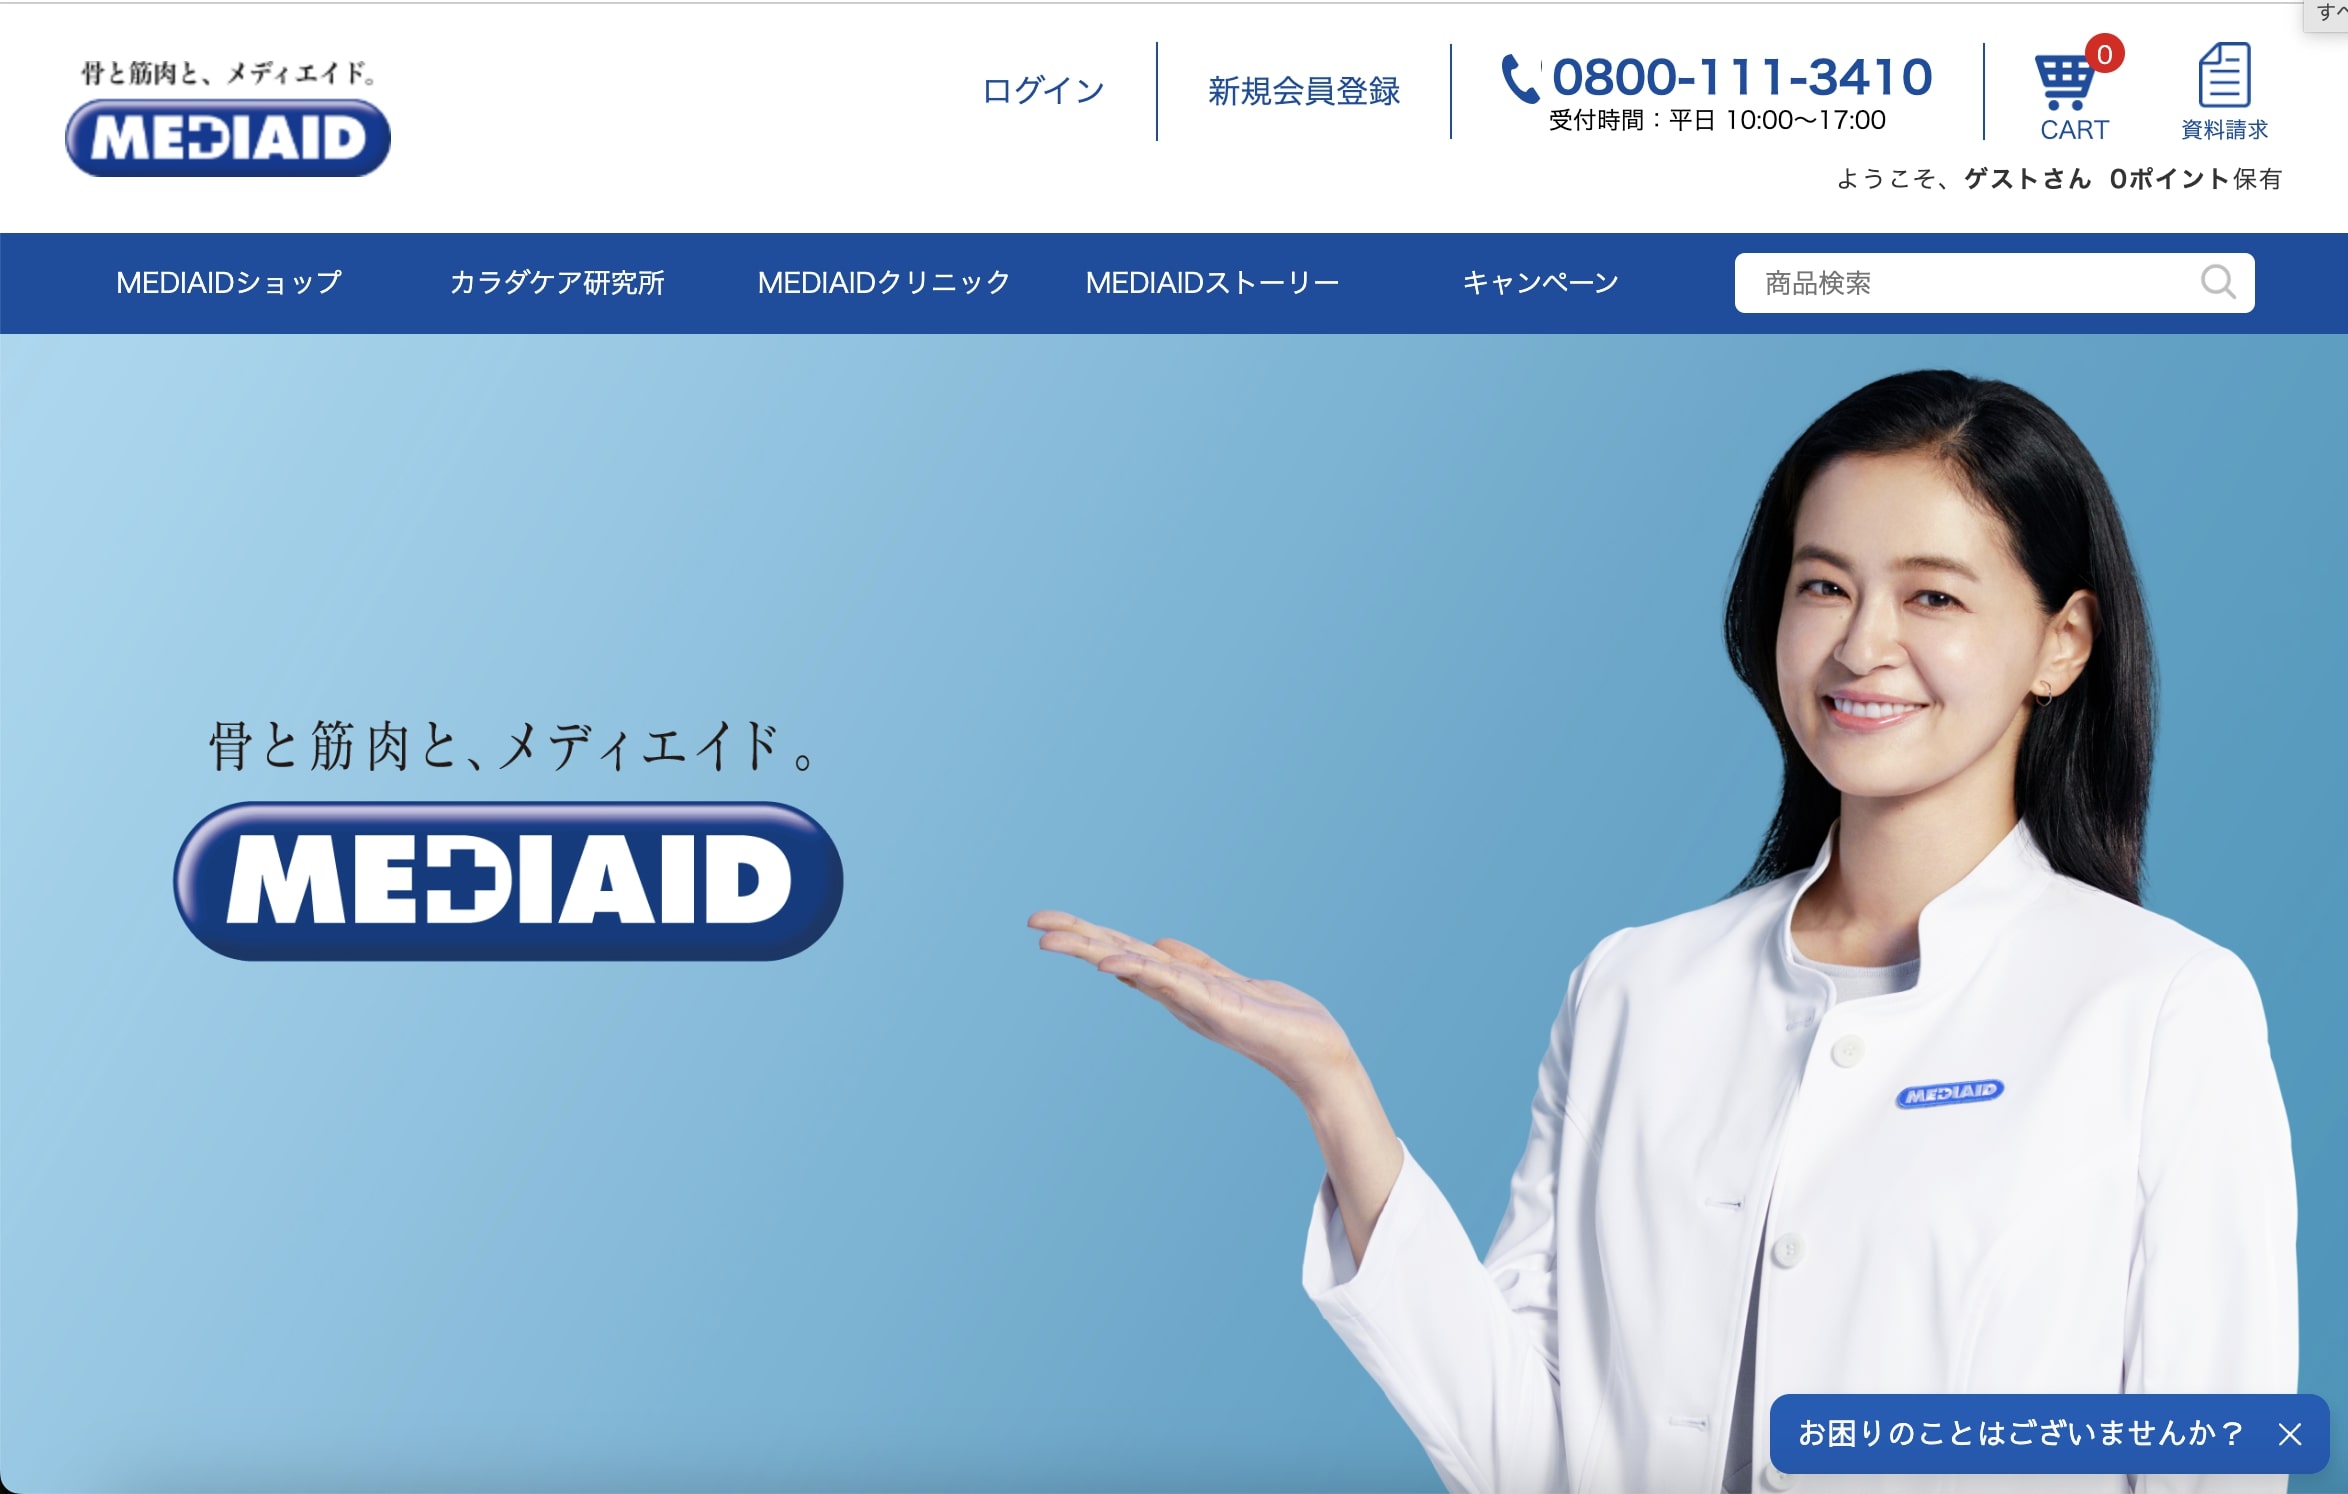 すべ
骨と筋肉と、メディエイド。
MEDIAID
ログイン
新規会員登録
0800-111-3410
受付時間：平日 10:00〜17:00
0
CART
資料請求
ようこそ、ゲストさん 0ポイント保有
MEDIAIDショップ
カラダケア研究所
MEDIAIDクリニック
MEDIAIDストーリー
キャンペーン
商品検索
骨と筋肉と、メディエイド。
MEDIAID
MEDIAID
お困りのことはございませんか？